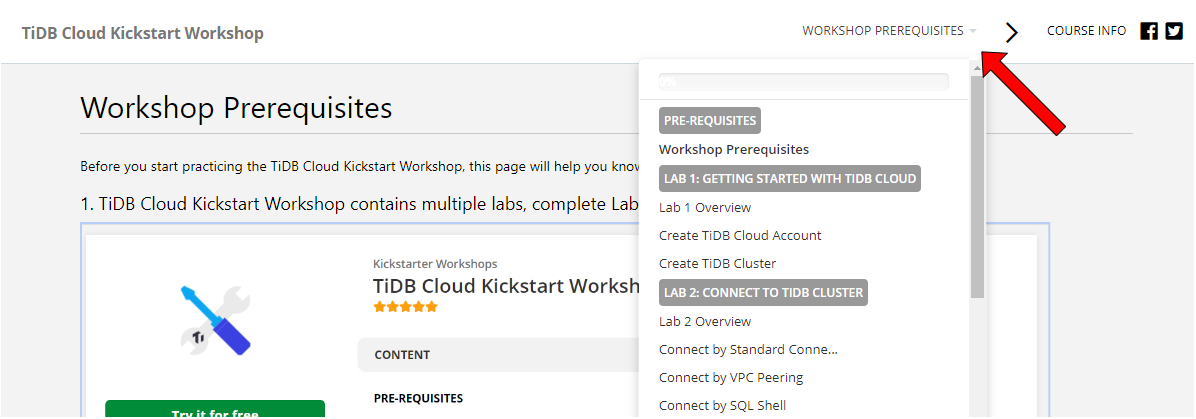 TiDB Cloud Kickstart Workshop
WORKSHOP PREREQUISITES
COURSE INFO
Workshop Prerequisites
Before you start practicing the TiDB Cloud Kickstart Workshop, this page will help you know
1. TiDB Cloud Kickstart Workshop contains multiple labs, complete Lab
Kickstarter Workshops
TiDB Cloud Kickstart Worksh
CONTENT
PRE-REQUISITES
Try it for free
0%
PRE-REQUISITES
Workshop Prerequisites
LAB 1: GETTING STARTED WITH TIDB CLOUD
Lab 1 Overview
Create TiDB Cloud Account
Create TiDB Cluster
LAB 2: CONNECT TO TIDB CLUSTER
Lab 2 Overview
Connect by Standard Conne...
Connect by VPC Peering
Connect by SQL Shell